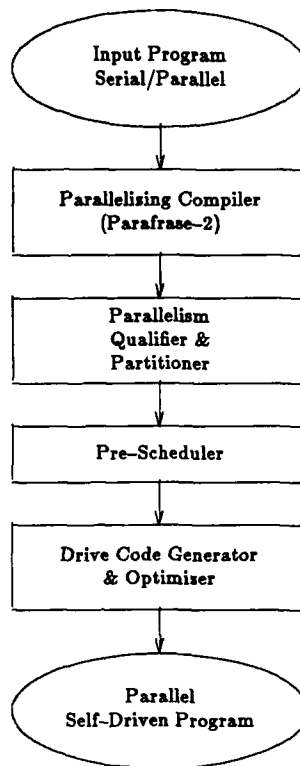 Input Program
Serial/Parallel
Parallelising Compiler
(Parafrase-2)
Parallelism
Qualifier &
Partitioner
Pre-Scheduler
Drive Code Generator
& Optimiser
Parallel
Self-Driven Program